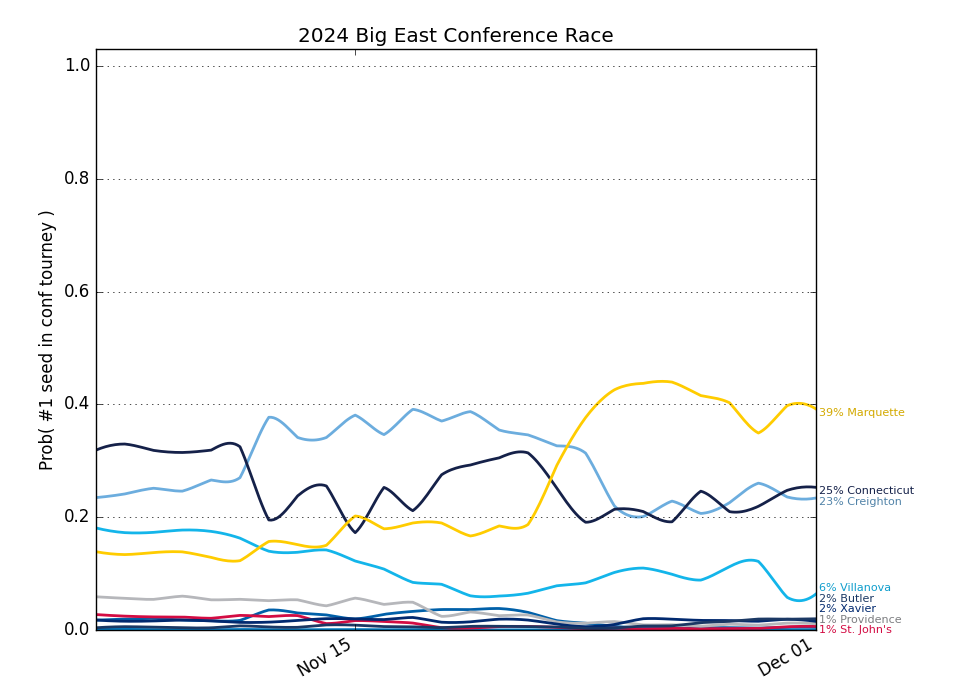 2024 Big East Conference Race
Prob( #1 seed in conf tourney )
1.0
0.8
0.6
0.4
0.2
0.0
Nov 15
Dec 01
39% Marquette
25% Connecticut
23% Creighton
6% Villanova
2% Butler
2% Xavier
1% Providence
1% St. John's